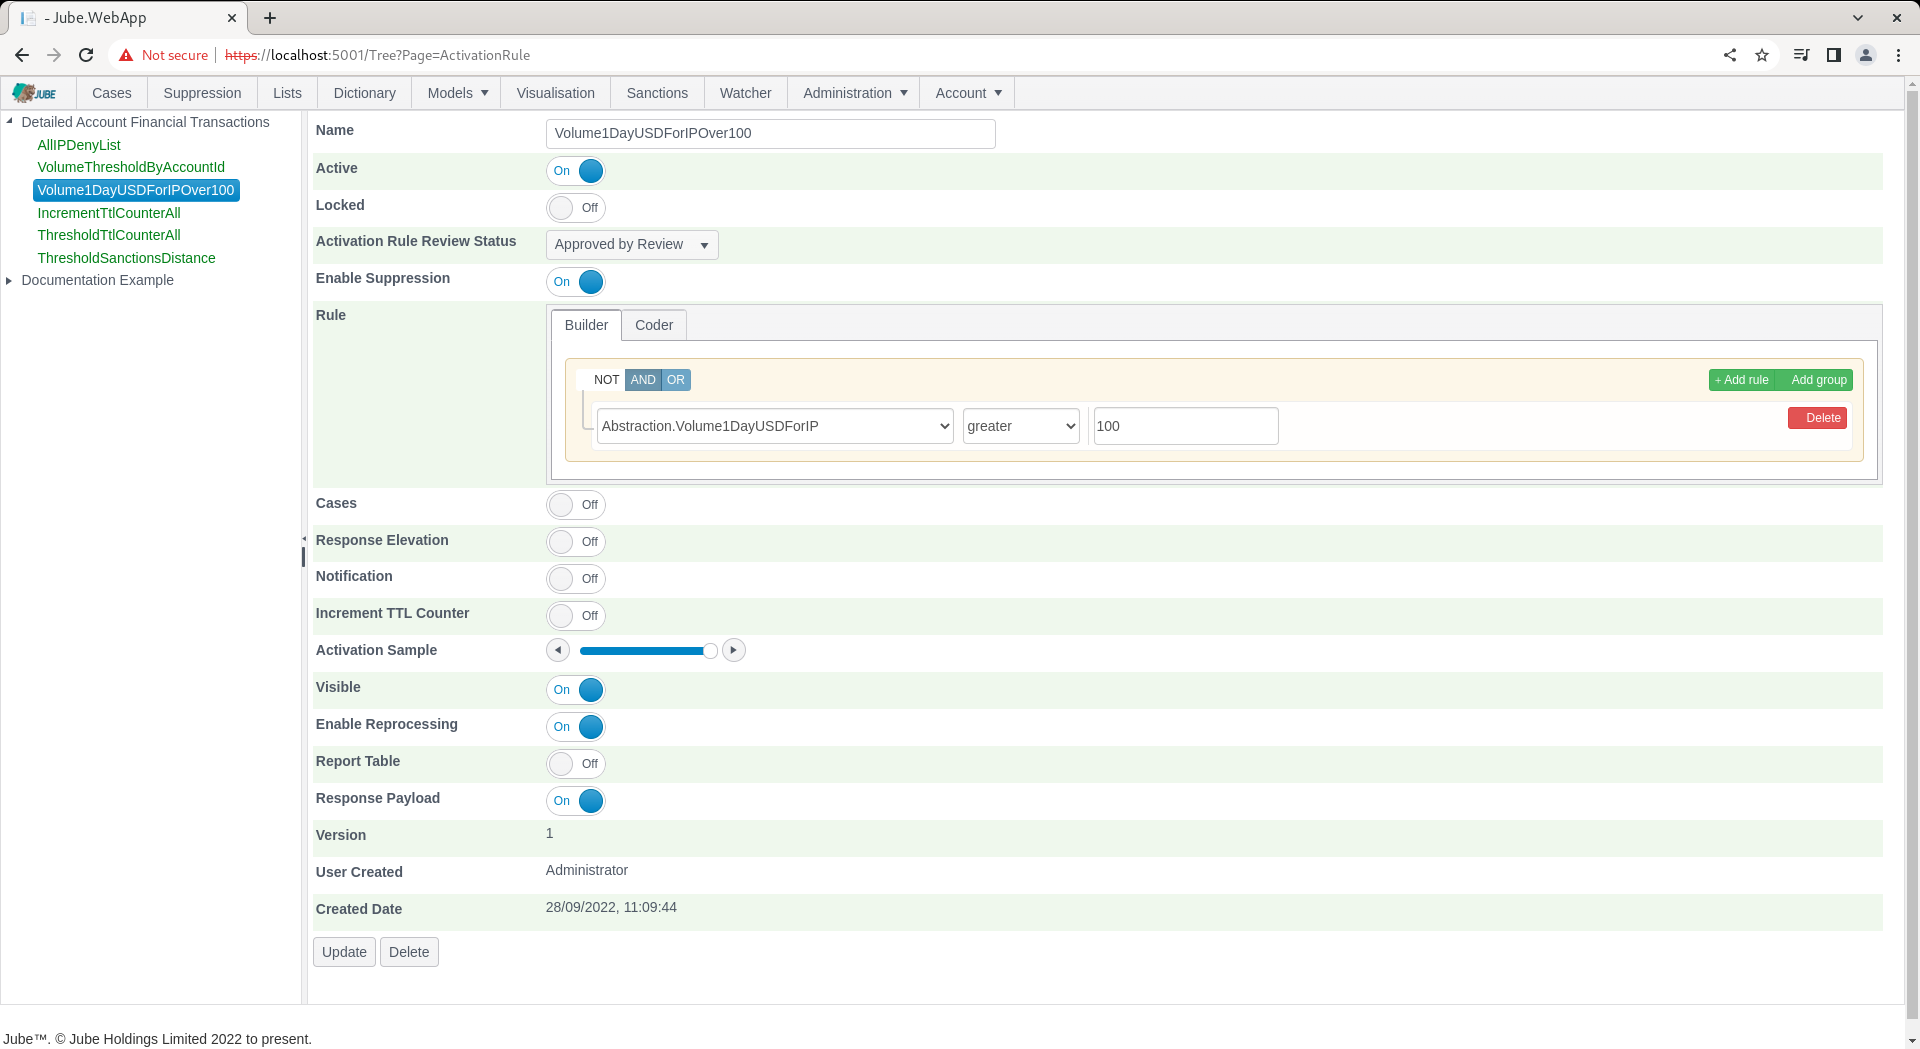 - Jube.WebApp
Not secure https://localhost:5001/Tree?Page=ActivationRule
JUBE Cases Suppression Lists Dictionary Models Visualisation Sanctions Watcher Administration Account
Detailed Account Financial Transactions
AllIPDenyList
VolumeThresholdByAccountId
Volume1DayUSDForIPOver100
IncrementTtlCounterAll
ThresholdTtlCounterAll
ThresholdSanctionsDistance
Documentation Example
Name Volume1DayUSDForIPOver100
Active On
Locked Off
Activation Rule Review Status Approved by Review
Enable Suppression On
Rule Builder Coder
NOT AND OR + Add rule Add group
Abstraction.Volume1DayUSDForIP greater 100 Delete
Cases Off
Response Elevation Off
Notification Off
Increment TTL Counter Off
Activation Sample
Visible On
Enable Reprocessing On
Report Table Off
Response Payload On
Version 1
User Created Administrator
Created Date 28/09/2022, 11:09:44
Update Delete
Jube™. © Jube Holdings Limited 2022 to present.